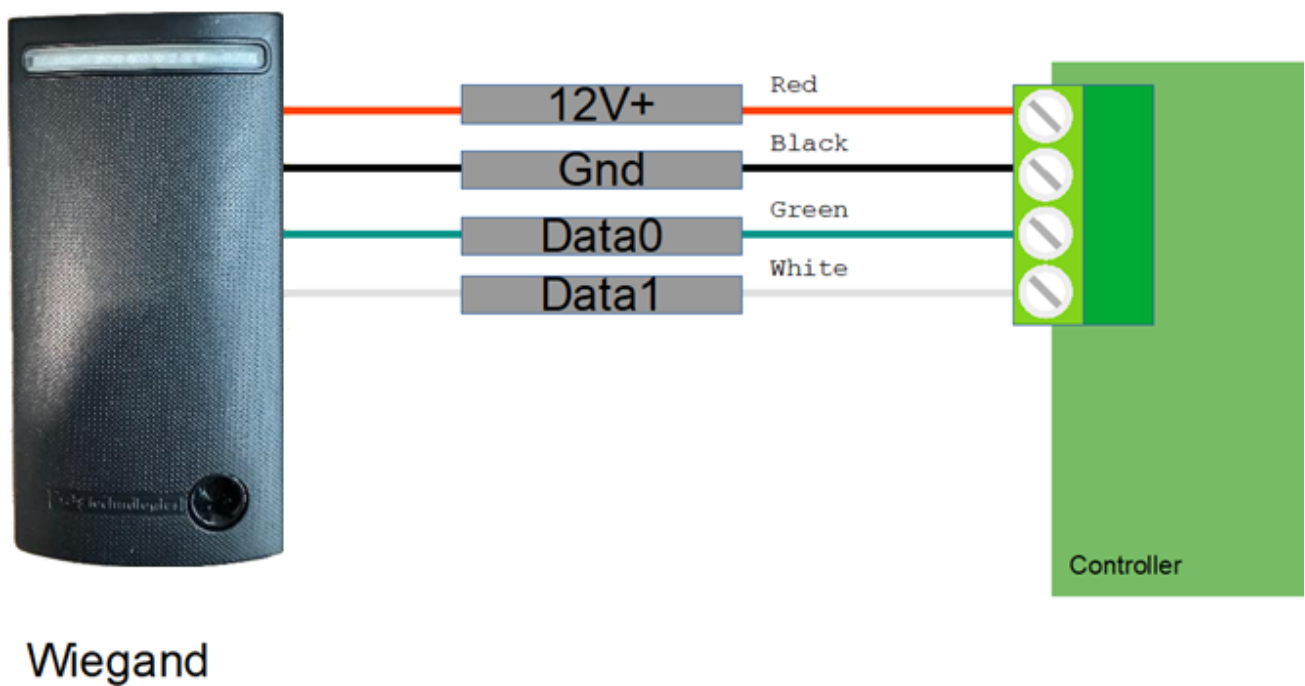 12V+
Red
Gnd
Black
Data0
Green
Data1
White
Controller
Wiegand